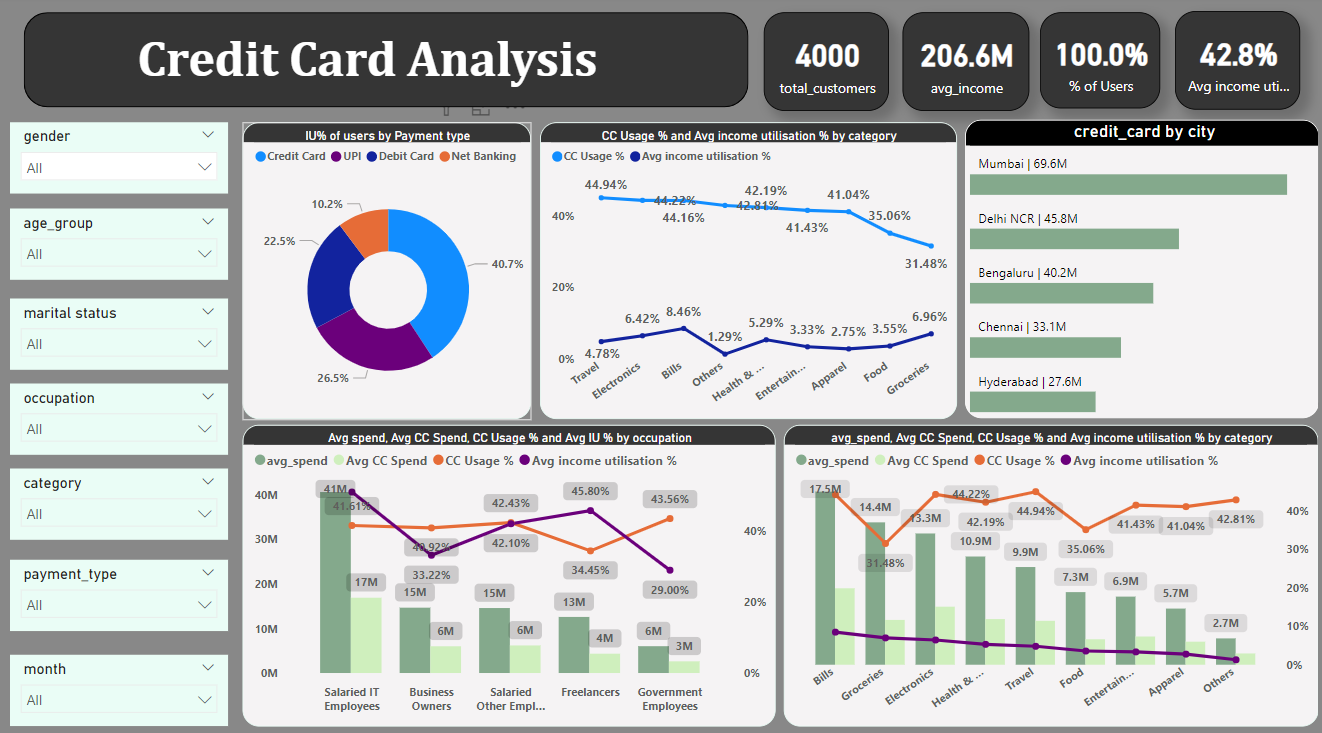 Credit Card Analysis
4000
total_customers
206.6M
avg_income
100.0%
% of Users
42.8%
Avg income uti...
gender
All
age_group
All
marital status
All
occupation
All
category
All
payment_type
All
month
All
IU% of users by Payment type
Credit Card UPI Debit Card Net Banking
10.2%
22.5%
40.7%
26.5%
CC Usage % and Avg income utilisation % by category
CC Usage % Avg income utilisation %
44.94%
44.22%
44.16%
42.19%
42.81%
41.43%
41.04%
35.06%
31.48%
40%
20%
0%
4.78%
6.42%
8.46%
1.29%
5.29%
3.33%
2.75%
3.55%
6.96%
Travel
Electronics
Bills
Others
Health & ...
Entertain...
Apparel
Food
Groceries
credit_card by city
Mumbai | 69.6M
Delhi NCR | 45.8M
Bengaluru | 40.2M
Chennai | 33.1M
Hyderabad | 27.6M
Avg spend, Avg CC Spend, CC Usage % and Avg IU % by occupation
avg_spend Avg CC Spend CC Usage % Avg income utilisation %
40M
30M
20M
10M
0M
41M
41.61%
17M
33.22%
15M
6M
42.43%
42.10%
15M
6M
45.80%
34.45%
13M
4M
43.56%
29.00%
6M
3M
40%
20%
0%
Salaried IT
Employees
Business
Owners
Salaried
Other Empl...
Freelancers
Government
Employees
avg_spend, Avg CC Spend, CC Usage % and Avg income utilisation % by category
avg_spend Avg CC Spend CC Usage % Avg income utilisation %
17.5M
14.4M
31.48%
13.3M
44.22%
42.19%
10.9M
44.94%
9.9M
35.06%
7.3M
41.43%
6.9M
41.04%
5.7M
42.81%
2.7M
40%
30%
20%
10%
0%
Bills
Groceries
Electronics
Health & ...
Travel
Food
Entertain...
Apparel
Others